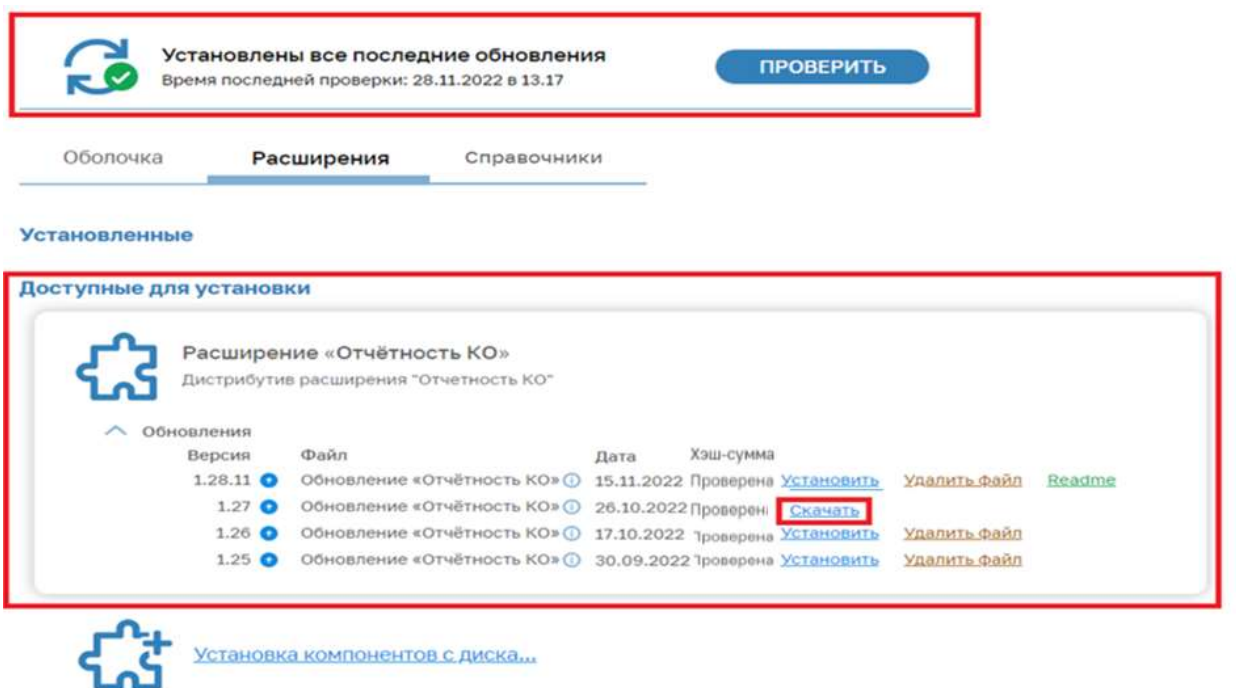 Установлены все последние обновления
Время последней проверки: 28.11.2022 в 13.17
ПРОВЕРИТЬ
Оболочка Расширения Справочники
Установленные
Доступные для установки
Расширение «Отчётность КО»
Дистрибутив расширения "Отчетность КО"
Обновления
Версия Файл Дата Хэш-сумма
1.28.11 Обновление «Отчётность КО» 15.11.2022 Проверена Установить Удалить файл Readme
1.27 Обновление «Отчётность КО» 26.10.2022 Проверен Скачать
1.26 Обновление «Отчётность КО» 17.10.2022 Проверена Установить Удалить файл
1.25 Обновление «Отчётность КО» 30.09.2022 Проверена Установить Удалить файл
Установка компонентов с диска...